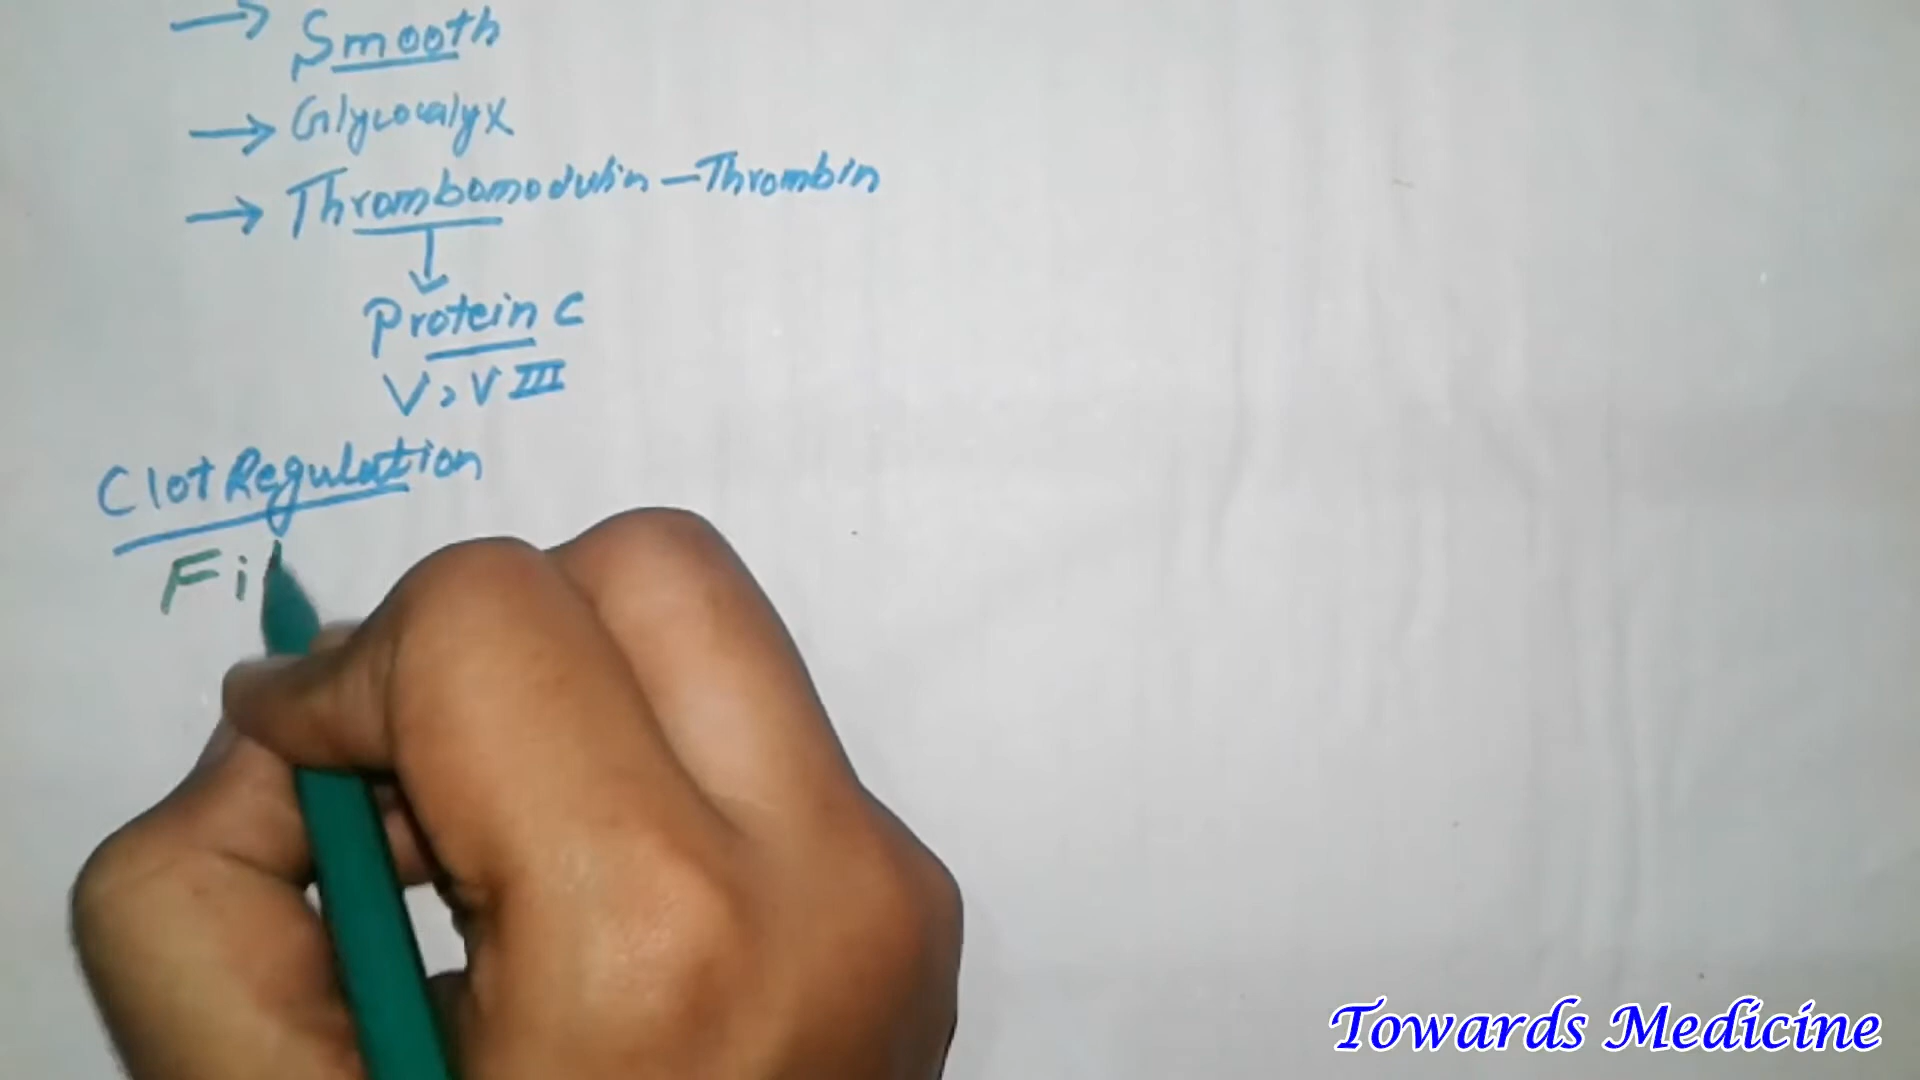 → Smooth
→ Glycocalyx
→ Thrombomodulin — Thrombin
↓
Protein C
V, VIII
Clot Regulation
Fi
Towards Medicine